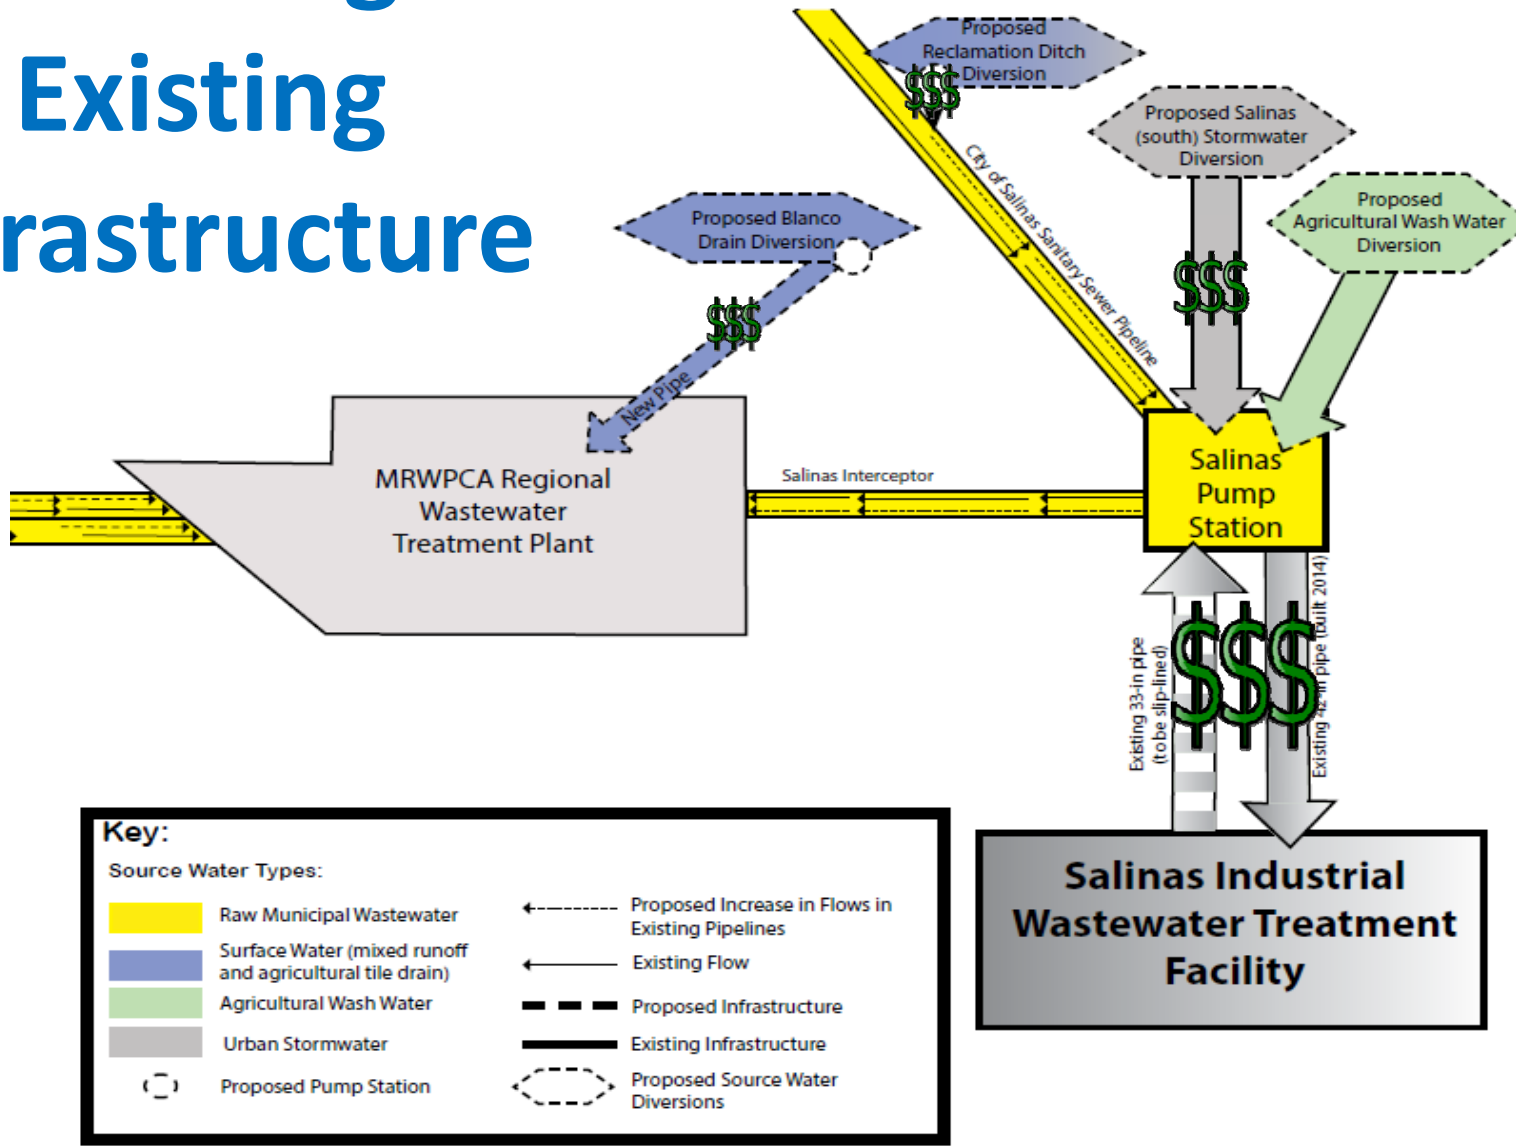 g
Existing
rastructure
Proposed
Reclamation Ditch
Diversion
$$$
Proposed Salinas
(south) Stormwater
Diversion
$$$
Proposed
Agricultural Wash Water
Diversion
Proposed Blanco
Drain Diversion
$$$
New Pipe
City of Salinas Sanitary Sewer Pipeline
MRWPCA Regional
Wastewater
Treatment Plant
Salinas Interceptor
Salinas
Pump
Station
Existing 33-in pipe
(to be slip-lined)
$$$
Existing 42-in pipe (built 2014)
Salinas Industrial
Wastewater Treatment
Facility
Key:
Source Water Types:
Raw Municipal Wastewater
Surface Water (mixed runoff
and agricultural tile drain)
Agricultural Wash Water
Urban Stormwater
Proposed Pump Station
Proposed Increase in Flows in
Existing Pipelines
Existing Flow
Proposed Infrastructure
Existing Infrastructure
Proposed Source Water
Diversions